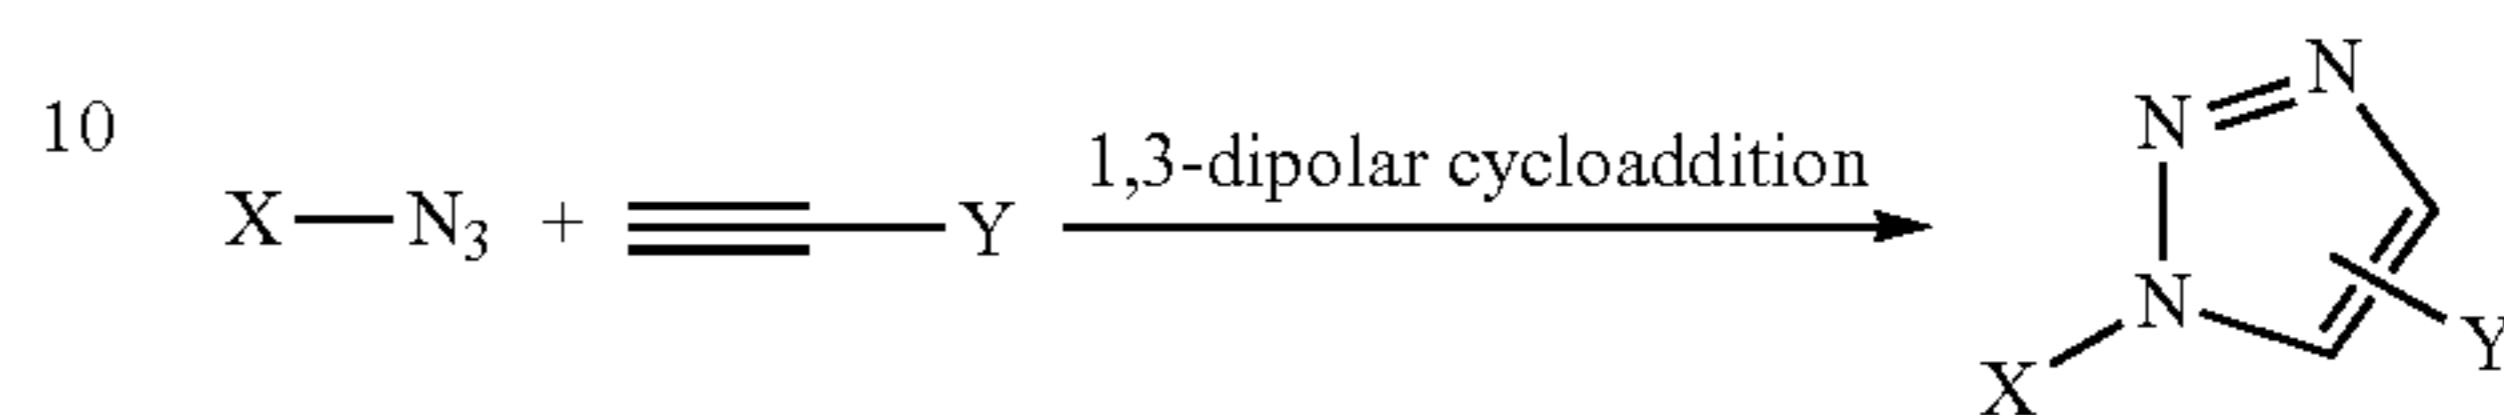 10
X—N₃ + ≡—Y
1,3-dipolar cycloaddition
N=N
N
X
Y